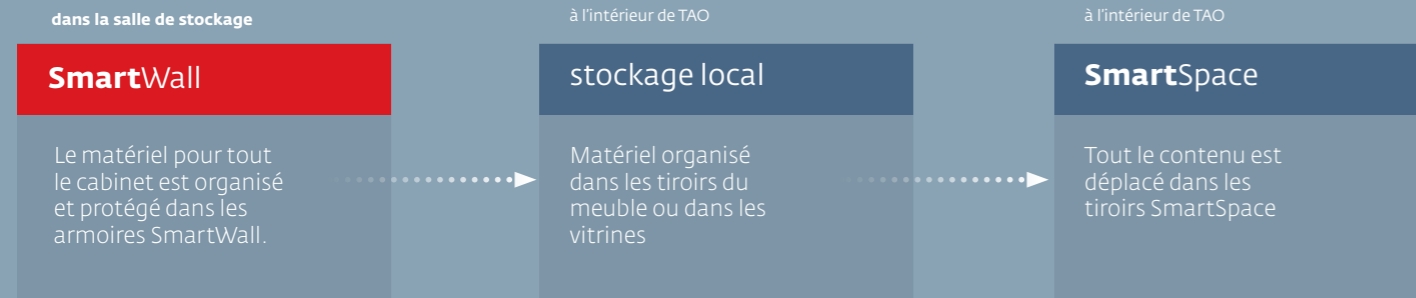 dans la salle de stockage
SmartWall
Le matériel pour tout
le cabinet est organisé
et protégé dans les
armoires SmartWall.
à l'intérieur de TAO
stockage local
Matériel organisé
dans les tiroirs du
meuble ou dans les
vitrines
à l'intérieur de TAO
SmartSpace
Tout le contenu est
déplacé dans les
tiroirs SmartSpace